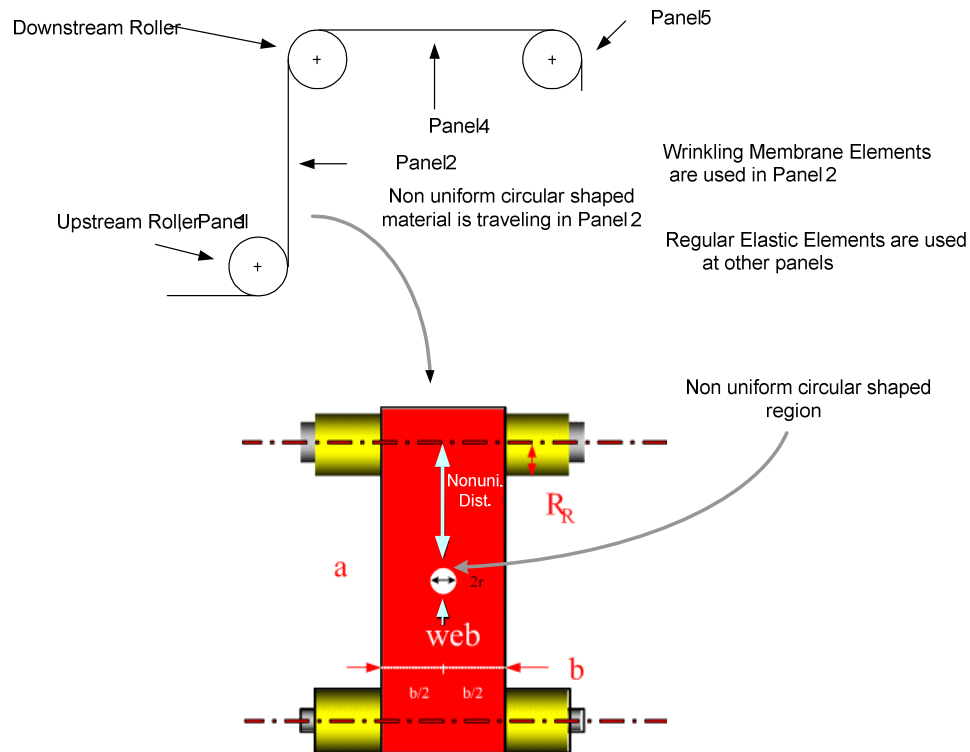 Downstream Roller
Panel5
Panel4
Panel2
Wrinkling Membrane Elements
are used in Panel 2
Non uniform circular shaped
material is traveling in Panel 2
Upstream Roller, Panel1
Regular Elastic Elements are used
at other panels
Non uniform circular shaped
region
Nonuni.
Dist.
R_R
a
2r
web
b
b/2 b/2